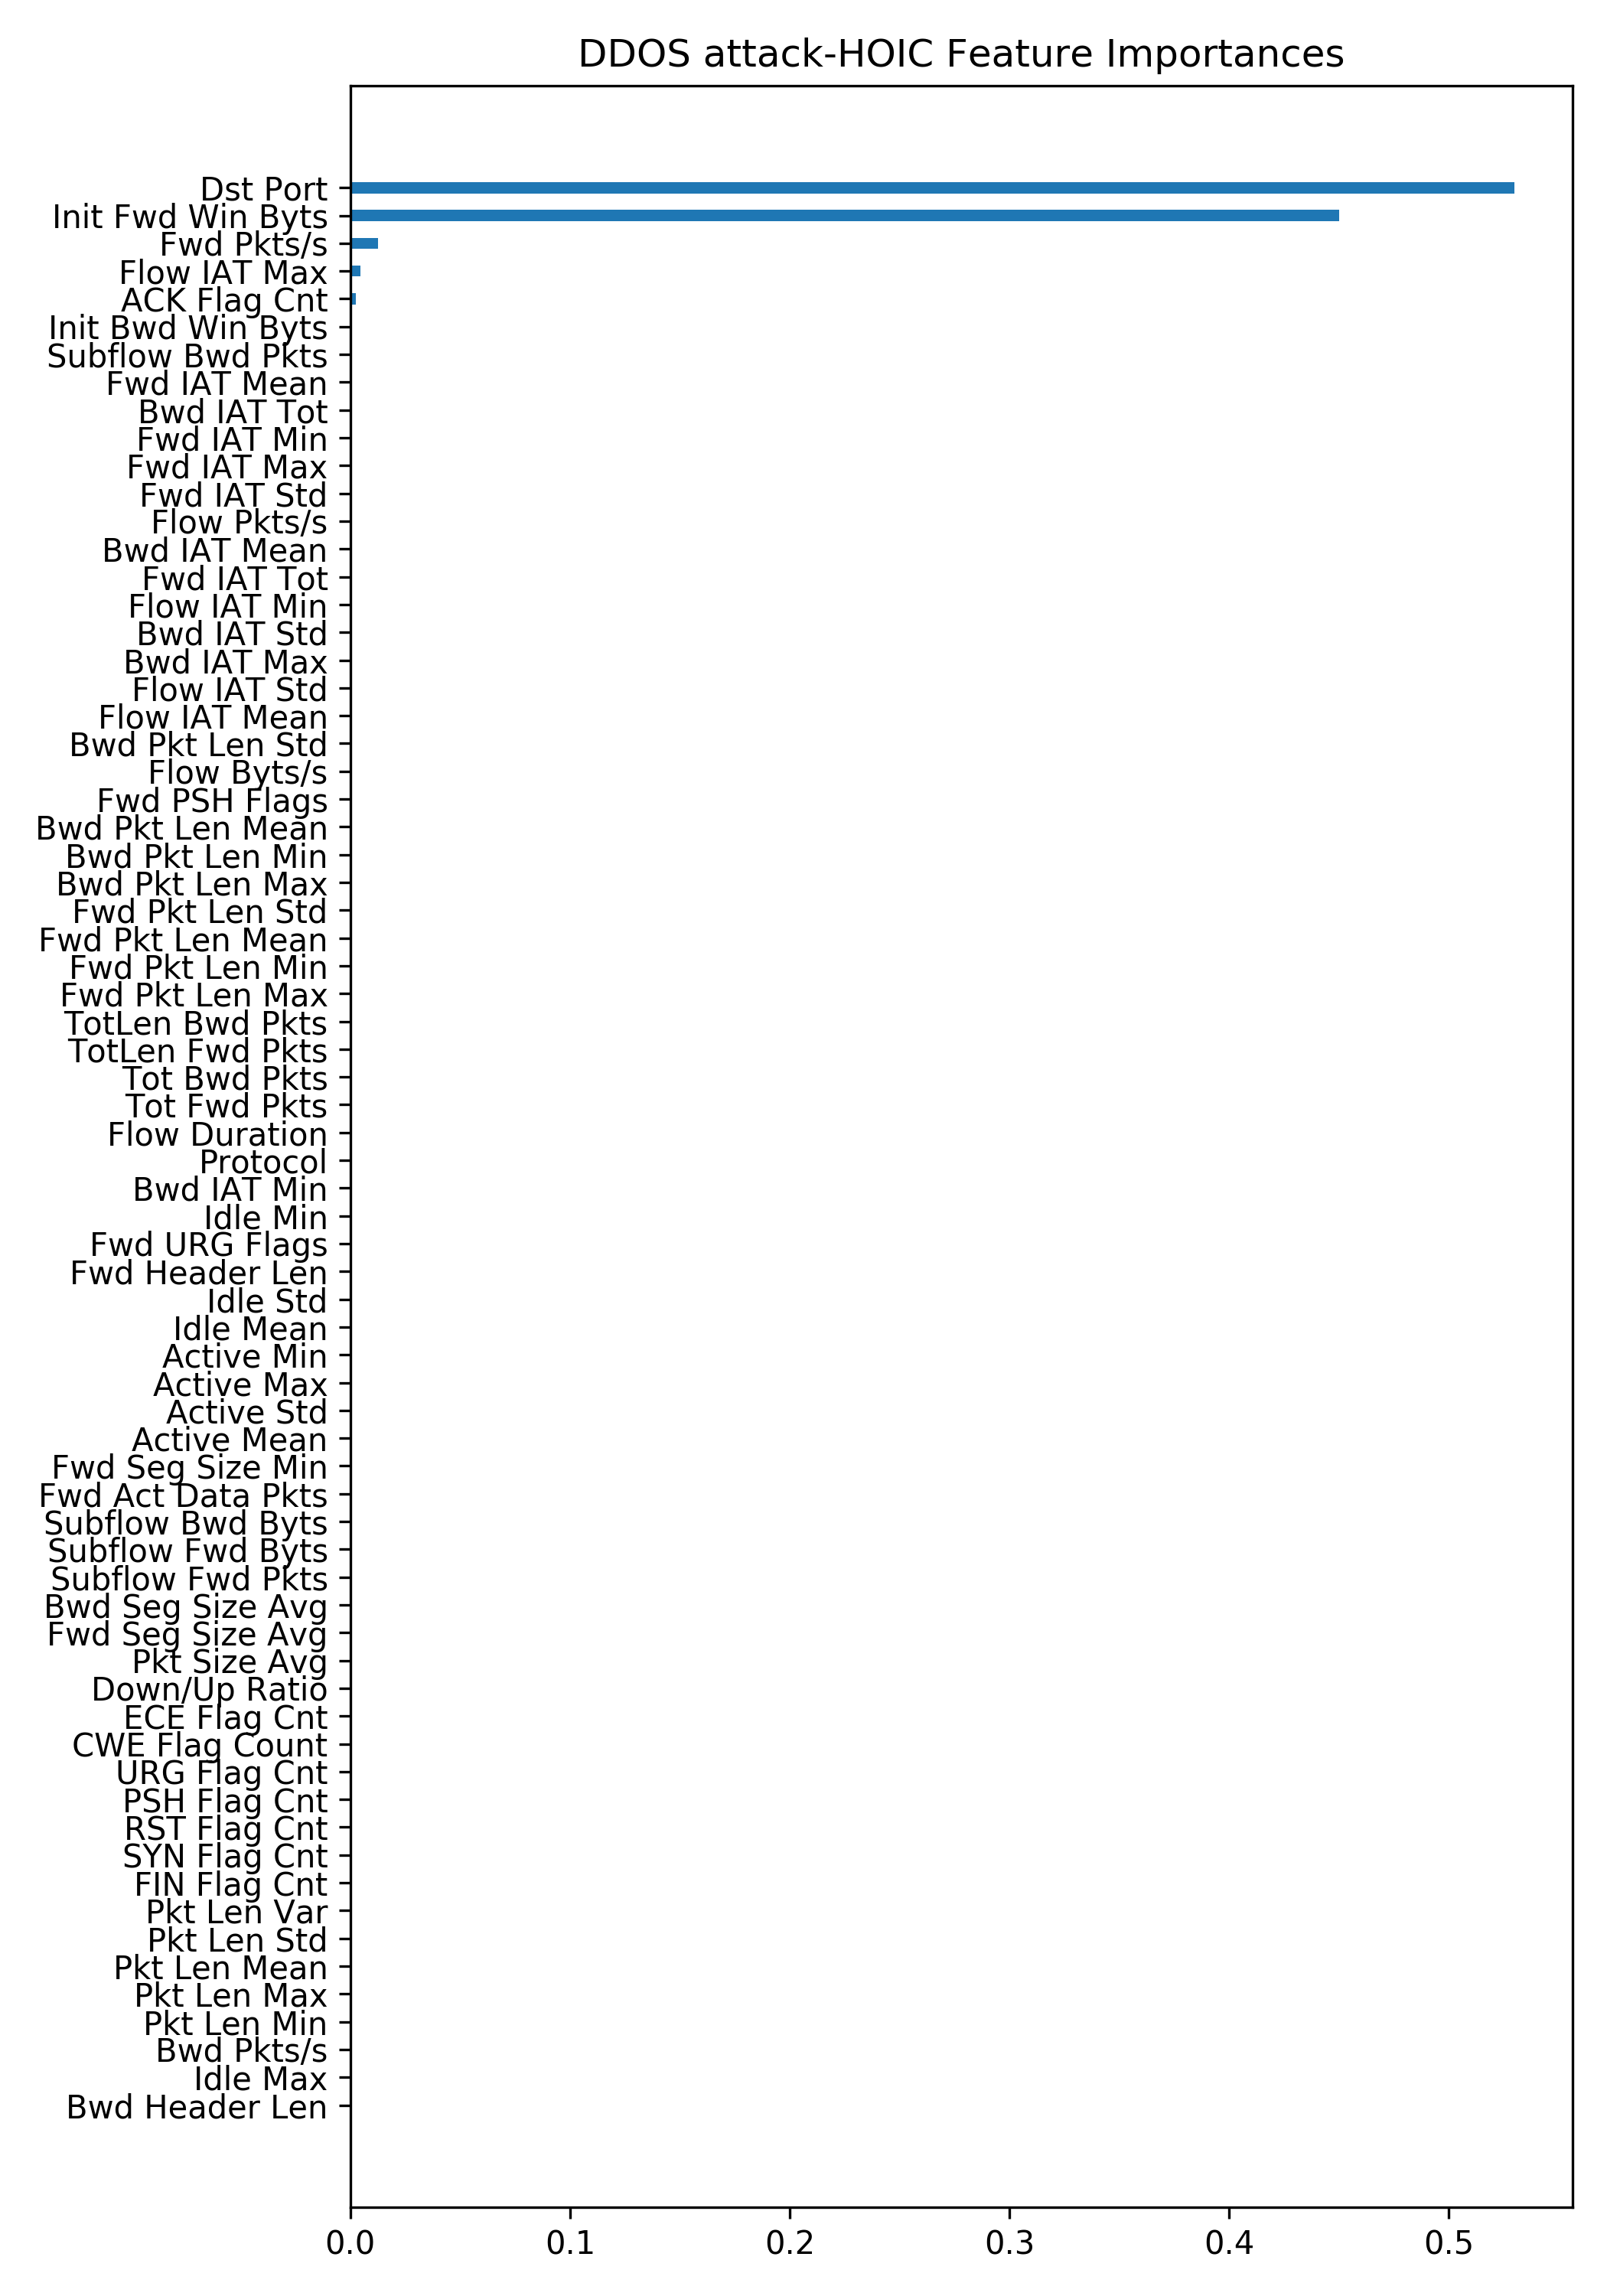 DDOS attack-HOIC Feature Importances
Dst Port
Init Fwd Win Byts
Fwd Pkts/s
Flow IAT Max
ACK Flag Cnt
Init Bwd Win Byts
Subflow Bwd Pkts
Fwd IAT Mean
Bwd IAT Tot
Fwd IAT Min
Fwd IAT Max
Fwd IAT Std
Flow Pkts/s
Bwd IAT Mean
Fwd IAT Tot
Flow IAT Min
Bwd IAT Std
Bwd IAT Max
Flow IAT Std
Flow IAT Mean
Bwd Pkt Len Std
Flow Byts/s
Fwd PSH Flags
Bwd Pkt Len Mean
Bwd Pkt Len Min
Bwd Pkt Len Max
Fwd Pkt Len Std
Fwd Pkt Len Mean
Fwd Pkt Len Min
Fwd Pkt Len Max
TotLen Bwd Pkts
TotLen Fwd Pkts
Tot Bwd Pkts
Tot Fwd Pkts
Flow Duration
Protocol
Bwd IAT Min
Idle Min
Fwd URG Flags
Fwd Header Len
Idle Std
Idle Mean
Active Min
Active Max
Active Std
Active Mean
Fwd Seg Size Min
Fwd Act Data Pkts
Subflow Bwd Byts
Subflow Fwd Byts
Subflow Fwd Pkts
Bwd Seg Size Avg
Fwd Seg Size Avg
Pkt Size Avg
Down/Up Ratio
ECE Flag Cnt
CWE Flag Count
URG Flag Cnt
PSH Flag Cnt
RST Flag Cnt
SYN Flag Cnt
FIN Flag Cnt
Pkt Len Var
Pkt Len Std
Pkt Len Mean
Pkt Len Max
Pkt Len Min
Bwd Pkts/s
Idle Max
Bwd Header Len
0.0 0.1 0.2 0.3 0.4 0.5